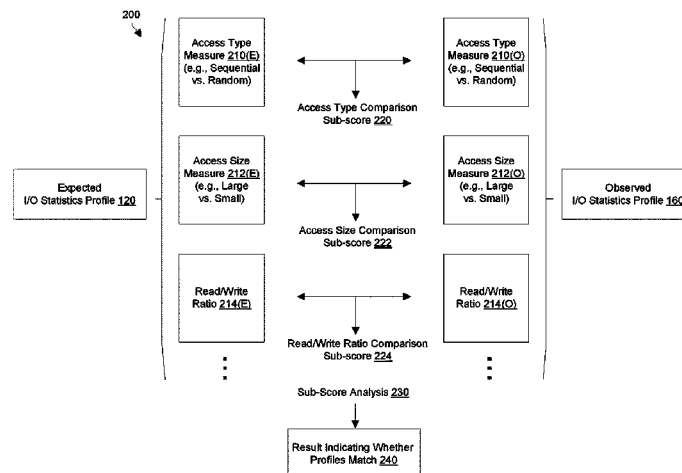 200
Access Type
Measure 210(E)
(e.g., Sequential
vs. Random)
Access Type
Measure 210(O)
(e.g., Sequential
vs. Random)
Access Type Comparison
Sub-score 220
Expected
I/O Statistics Profile 120
Access Size
Measure 212(E)
(e.g., Large
vs. Small)
Access Size
Measure 212(O)
(e.g., Large
vs. Small)
Observed
I/O Statistics Profile 160
Access Size Comparison
Sub-score 222
Read/Write
Ratio 214(E)
Read/Write
Ratio 214(O)
Read/Write Ratio Comparison
Sub-score 224
Sub-Score Analysis 230
Result Indicating Whether
Profiles Match 240